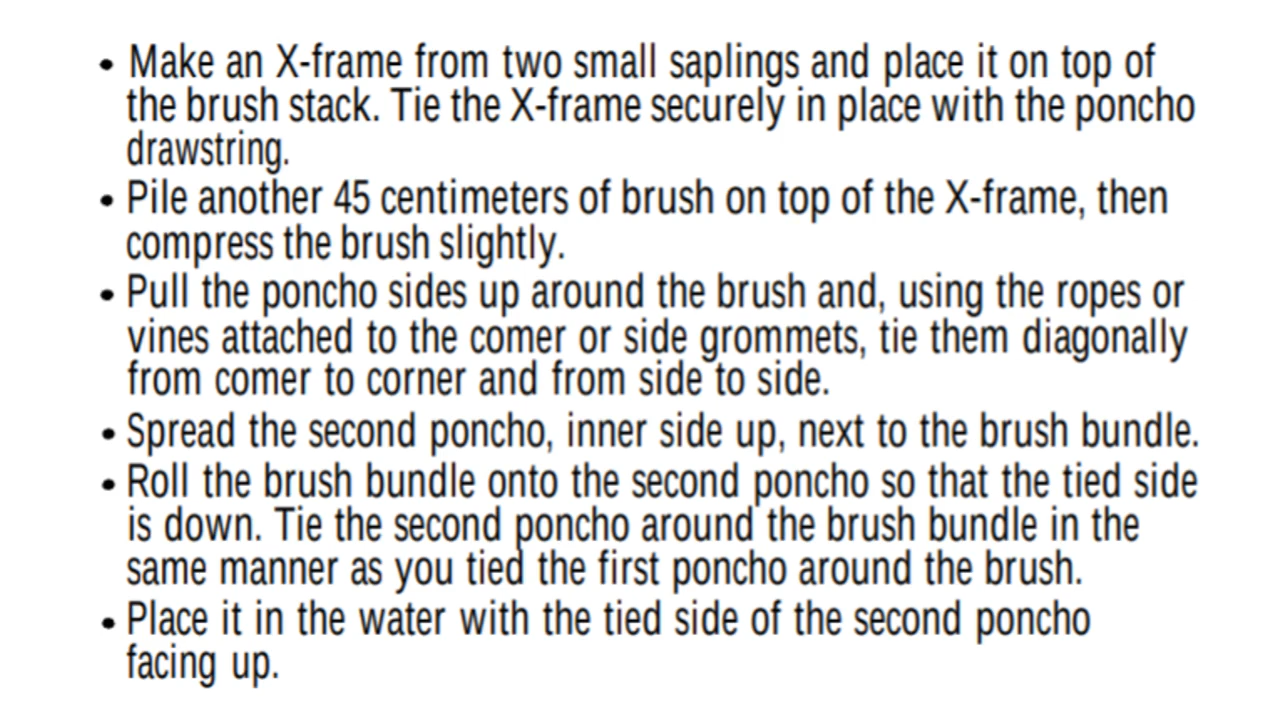 • Make an X-frame from two small saplings and place it on top of
the brush stack. Tie the X-frame securely in place with the poncho
drawstring.
• Pile another 45 centimeters of brush on top of the X-frame, then
compress the brush slightly.
• Pull the poncho sides up around the brush and, using the ropes or
vines attached to the comer or side grommets, tie them diagonally
from comer to corner and from side to side.
• Spread the second poncho, inner side up, next to the brush bundle.
• Roll the brush bundle onto the second poncho so that the tied side
is down. Tie the second poncho around the brush bundle in the
same manner as you tied the first poncho around the brush.
• Place it in the water with the tied side of the second poncho
facing up.